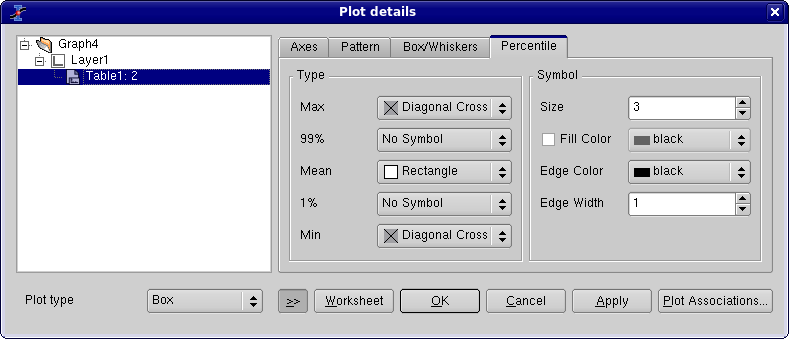 Plot details
Graph4
Layer1
Table1: 2
Axes Pattern Box/Whiskers Percentile
Type
Max Diagonal Cross
99% No Symbol
Mean Rectangle
1% No Symbol
Min Diagonal Cross
Symbol
Size 3
Fill Color black
Edge Color black
Edge Width 1
Plot type Box >> Worksheet OK Cancel Apply Plot Associations...